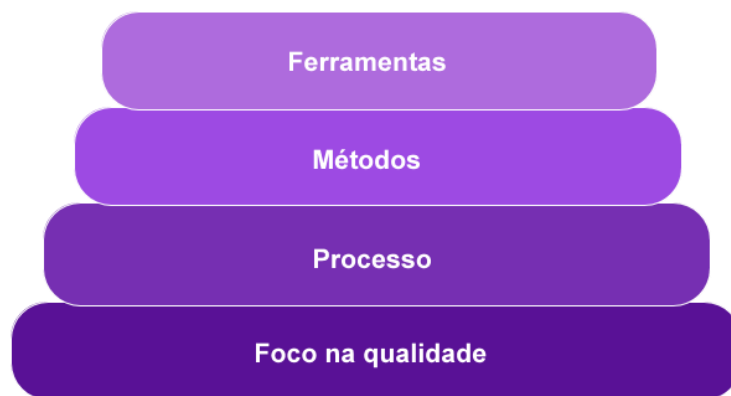 Ferramentas
Métodos
Processo
Foco na qualidade